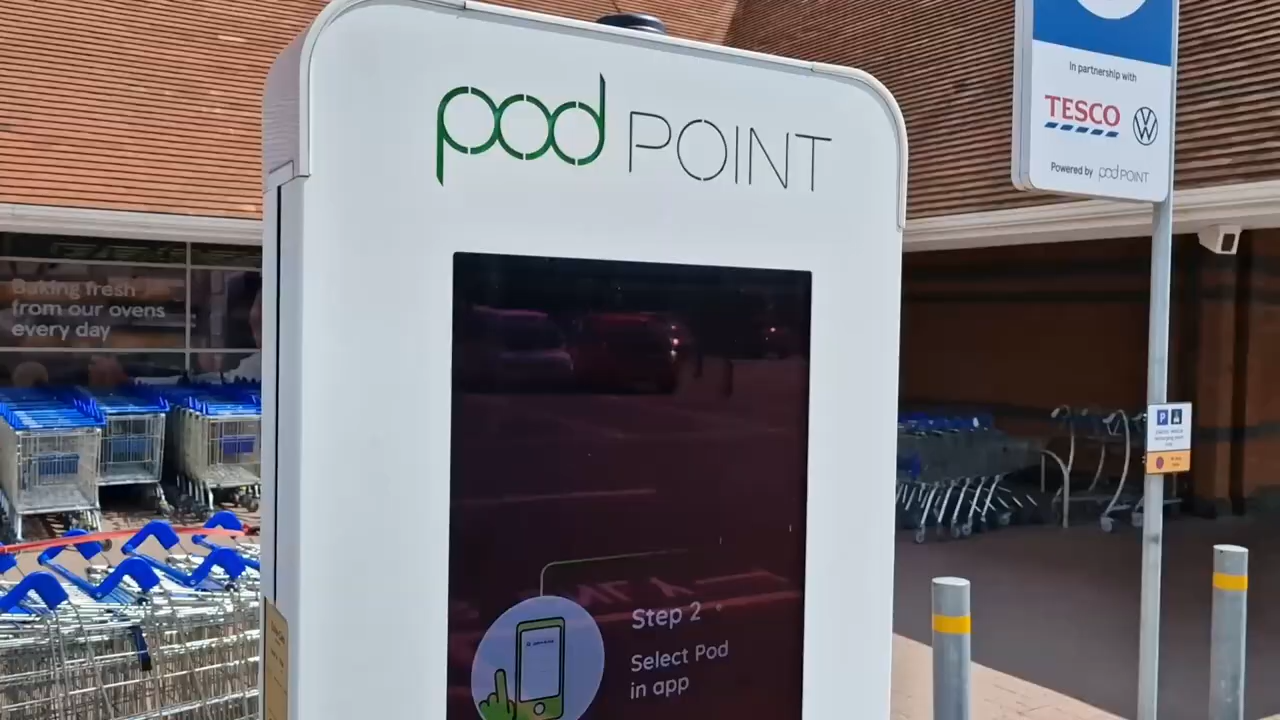 pod POINT
In partnership with
TESCO
Powered by pod POINT
Baking fresh
from our ovens
every day
P
Step 2
Select Pod
in app